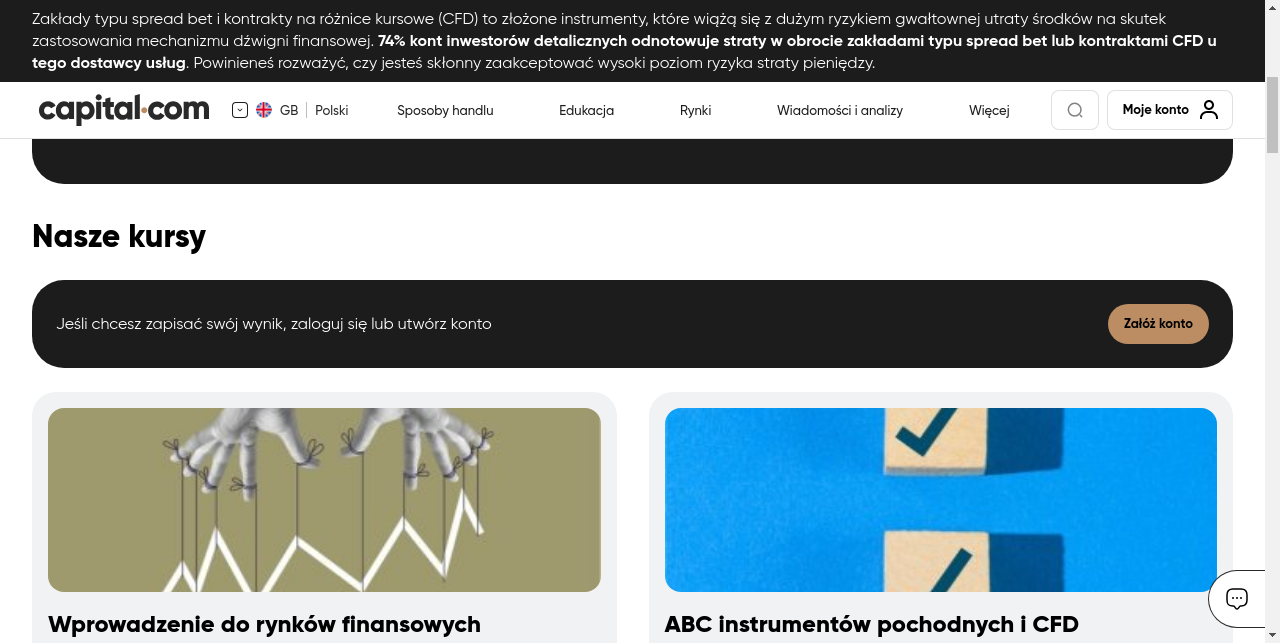 Zakłady typu spread bet i kontrakty na różnice kursowe (CFD) to złożone instrumenty, które wiążą się z dużym ryzykiem gwałtownej utraty środków na skutek
zastosowania mechanizmu dźwigni finansowej. 74% kont inwestorów detalicznych odnotowuje straty w obrocie zakładami typu spread bet lub kontraktami CFD u
tego dostawcy usług. Powinieneś rozważyć, czy jesteś skłonny zaakceptować wysoki poziom ryzyka straty pieniędzy.
capital.com GB Polski Sposoby handlu Edukacja Rynki Wiadomości i analizy Więcej Moje konto
Nasze kursy
Jeśli chcesz zapisać swój wynik, zaloguj się lub utwórz konto Załóż konto
Wprowadzenie do rynków finansowych
ABC instrumentów pochodnych i CFD